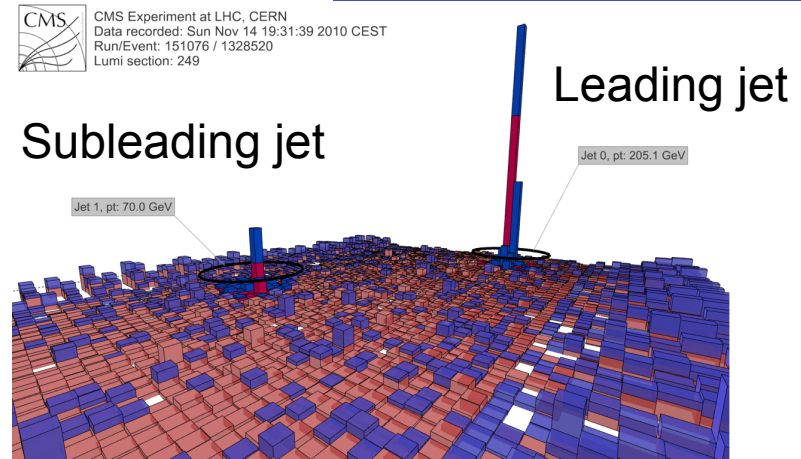 CMS
CMS Experiment at LHC, CERN
Data recorded: Sun Nov 14 19:31:39 2010 CEST
Run/Event: 151076 / 1328520
Lumi section: 249
Leading jet
Subleading jet
Jet 0, pt: 205.1 GeV
Jet 1, pt: 70.0 GeV